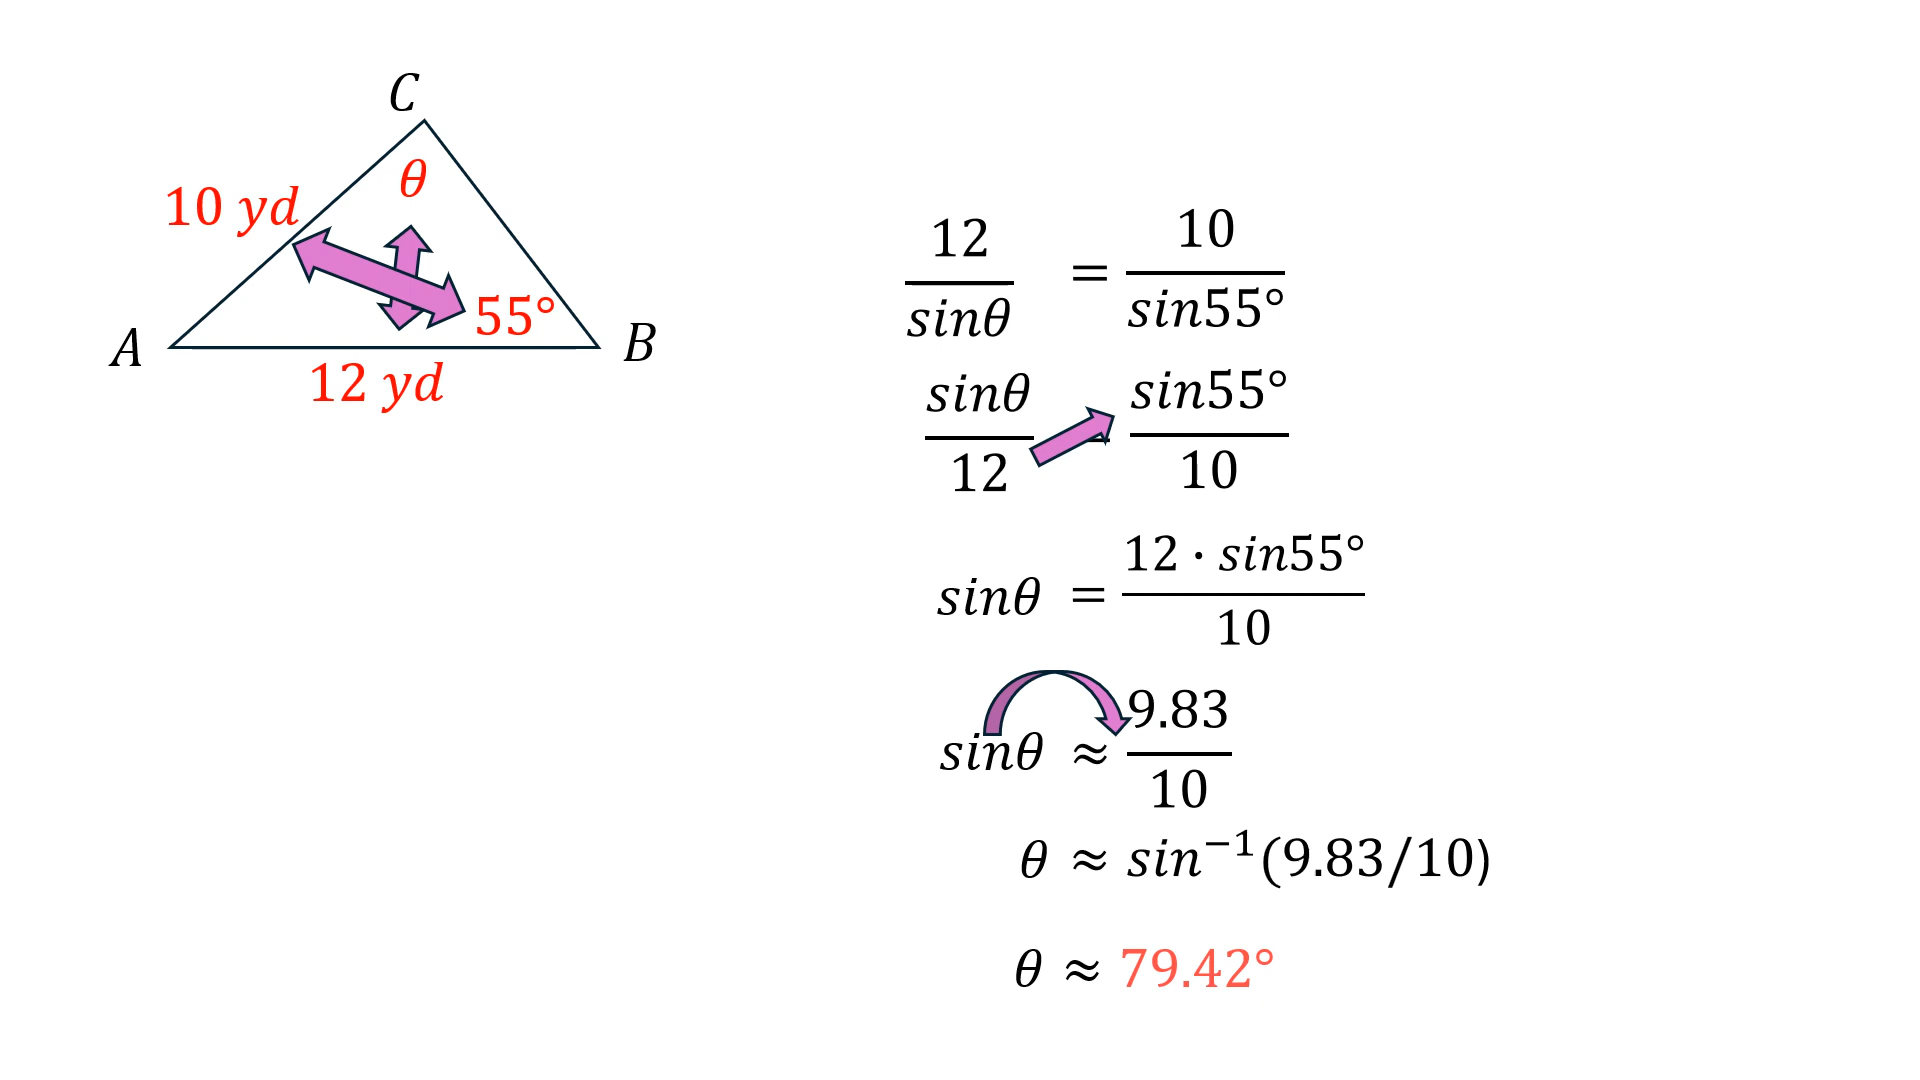 C
θ
10 yd
55°
A
B
12 yd
12/sinθ = 10/sin55°
sinθ/12 = sin55°/10
sinθ = 12 · sin55°/10
sinθ ≈ 9.83/10
θ ≈ sin⁻¹(9.83/10)
θ ≈ 79.42°